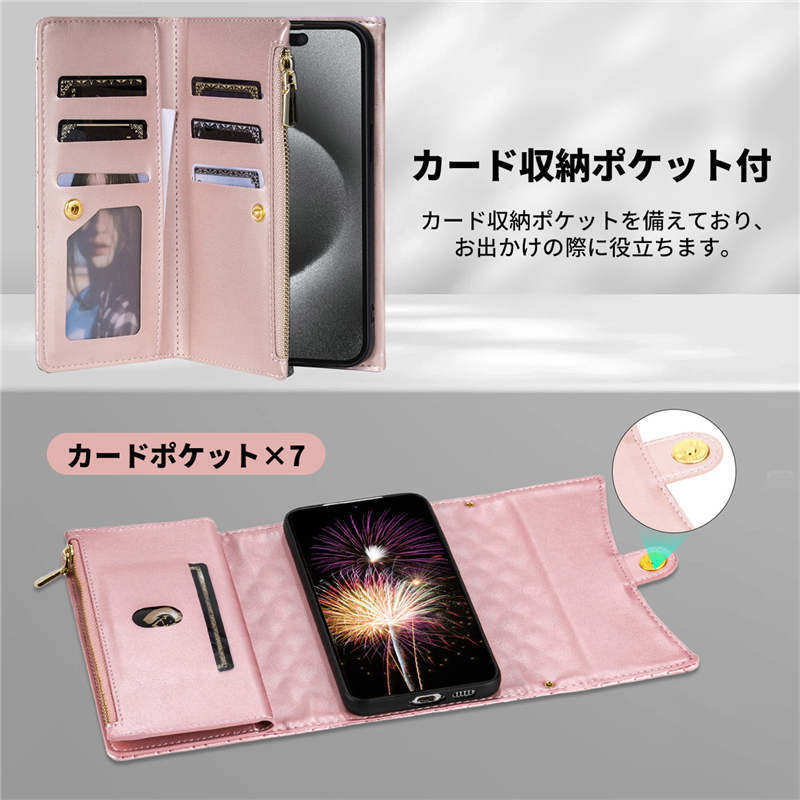 カード収納ポケット付
カード収納ポケットを備えており、
お出かけの際に役立ちます。
カードポケット×7